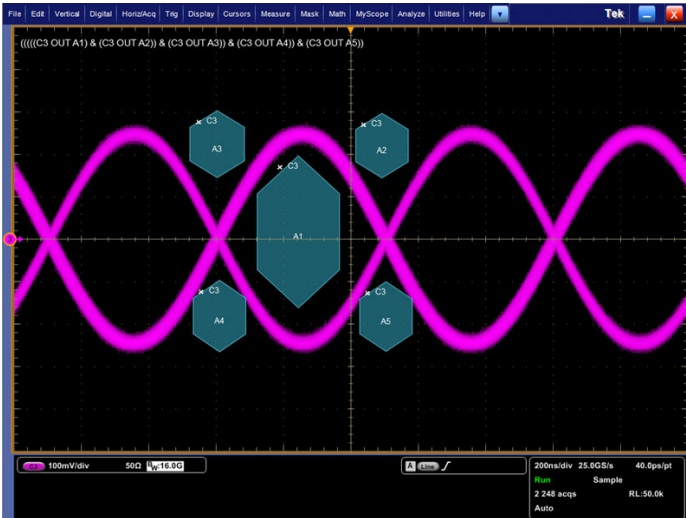 File Edit Vertical Digital Horiz/Acq Trig Display Cursors Measure Mask Math MyScope Analyze Utilities Help Tek X
(((((C3 OUT A1) & (C3 OUT A2)) & (C3 OUT A3)) & (C3 OUT A4)) & (C3 OUT A5))
x C3 x C3
A3 A2
x C3
A1
3
x C3 x C3
A4 A5
C3 100mV/div 50Ω BW:16.0G A Line 200ns/div 25.0GS/s 40.0ps/pt
Run Sample
2 248 acqs RL:50.0k
Auto